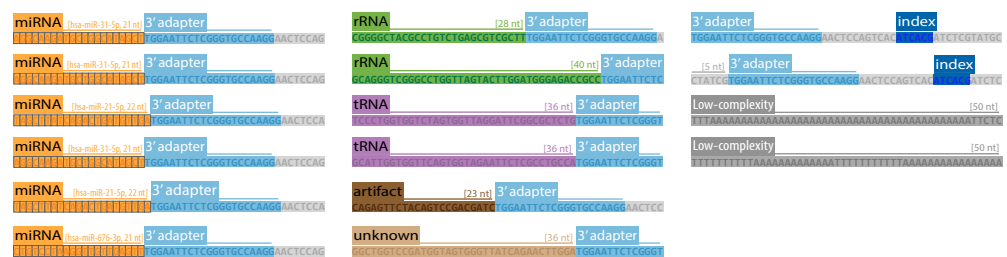 miRNA [hsa-miR-31-5p, 21 nt] 3’ adapter
TGGAATTCTCGGGTGCCAAGGAACTCCAG
miRNA [hsa-miR-31-5p, 21 nt] 3’ adapter
TGGAATTCTCGGGTGCCAAGGAACTCCAG
miRNA [hsa-miR-21-5p, 22 nt] 3’ adapter
TGGAATTCTCGGGTGCCAAGGAACTCCA
miRNA [hsa-miR-31-5p, 21 nt] 3’ adapter
TGGAATTCTCGGGTGCCAAGGAACTCCAG
miRNA [hsa-miR-21-5p, 22 nt] 3’ adapter
TGGAATTCTCGGGTGCCAAGGAACTCCA
miRNA [hsa-miR-676-3p, 21 nt] 3’ adapter
TGGAATTCTCGGGTGCCAAGGAACTCCAG
rRNA [28 nt] 3’ adapter
CGGGGCTACGCCTGTCTGAGCGTCGCTTTGGAATTCTCGGGTGCCAAGGA
rRNA [40 nt] 3’ adapter
GCAGGGTCGGGCCTGGTTAGTACTTGGATGGGAGACCGCCTGGAATTCTC
tRNA [36 nt] 3’ adapter
TCCCTGGTGGTCTAGTGGTTAGGATTCGGCGCTCTGTGGAATTCTCGGGT
tRNA [36 nt] 3’ adapter
GCATTGGTGGTTCAGTGGTAGAATTCTCGCCTGCCATGGAATTCTCGGGT
artifact [23 nt] 3’ adapter
CAGAGTTCTACAGTCCGACGATCTGGAATTCTCGGGTGCCAAGGAACTCC
unknown [36 nt] 3’ adapter
GGCTGGTCCGATGGTAGTGGGTTATCAGAACTTGGATGGAATTCTCGGGT
3’ adapter index
TGGAATTCTCGGGTGCCAAGGAACTCCAGTCACATCACGATCTCGTATGC
[5 nt] 3’ adapter index
CTATCGTGGAATTCTCGGGTGCCAAGGAACTCCAGTCACATCACGATCTC
Low-complexity [50 nt]
Low-complexity [50 nt]